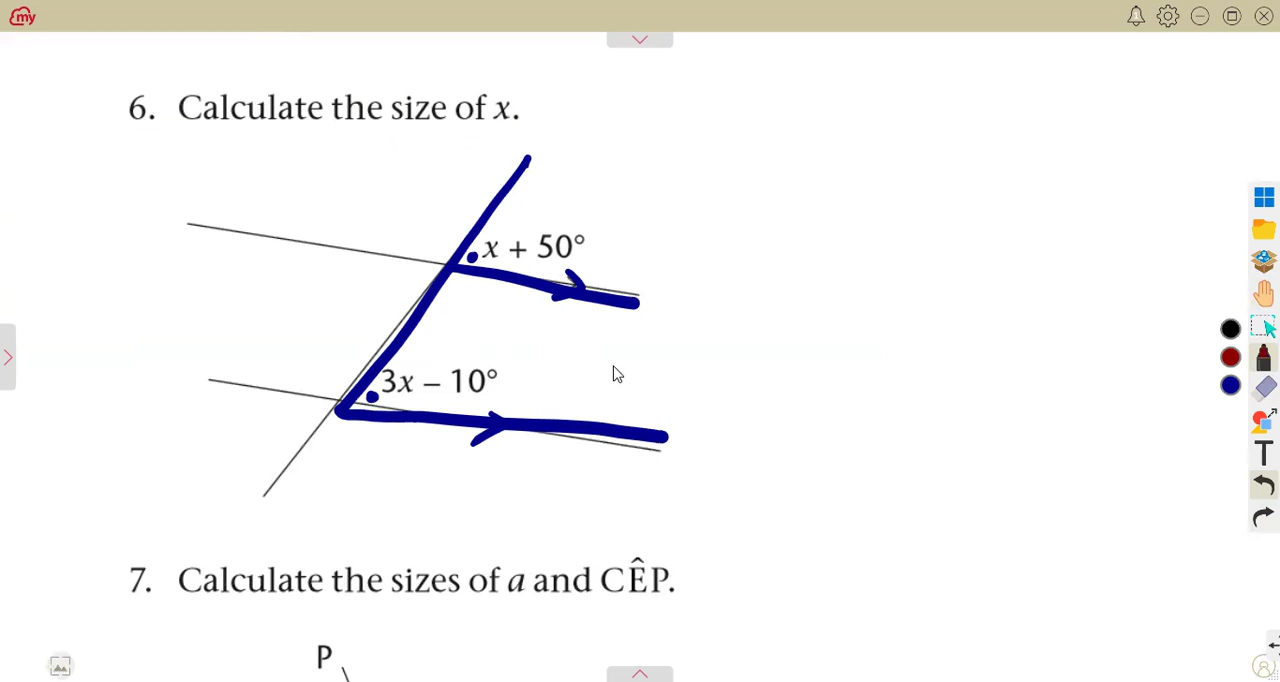 my
6. Calculate the size of x.
x + 50°
3x – 10°
7. Calculate the sizes of a and CÊP.
P
T